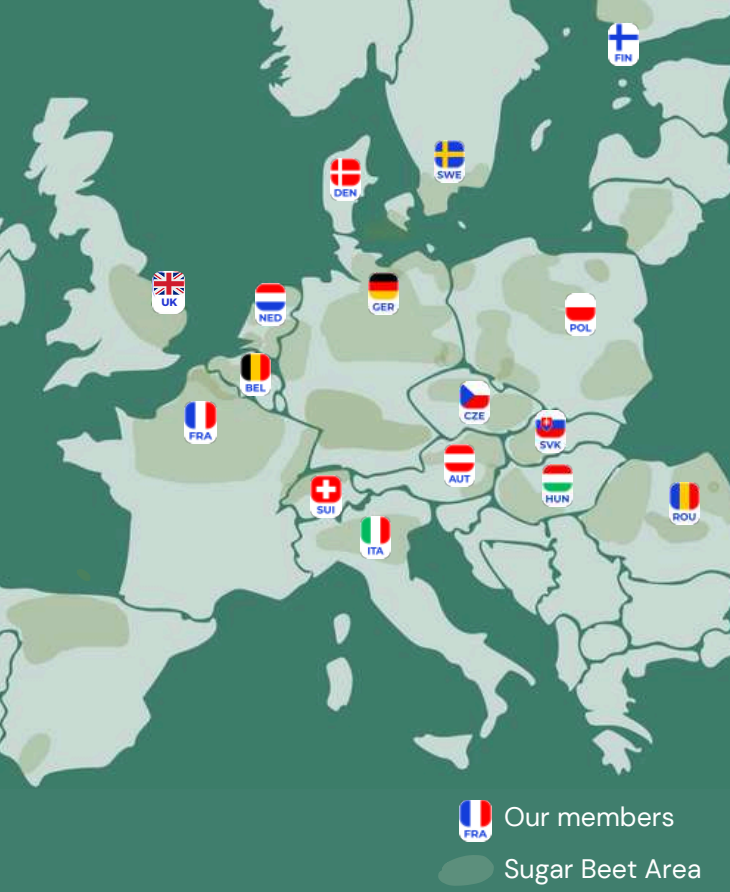 FIN
SWE
DEN
UK
GER
NED
POL
BEL
CZE
FRA
SVK
AUT
HUN
SUI
ROU
ITA
FRA Our members
Sugar Beet Area